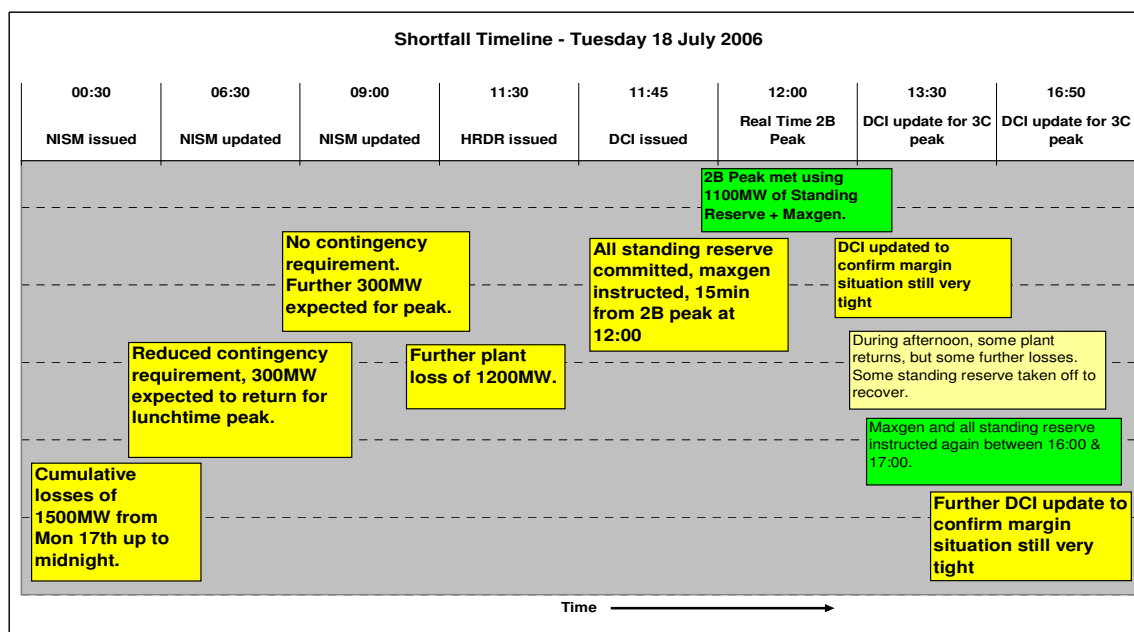 Shortfall Timeline - Tuesday 18 July 2006
00:30
06:30
09:00
11:30
11:45
12:00
13:30
16:50
NISM issued
NISM updated
NISM updated
HRDR issued
DCI issued
Real Time 2B
Peak
DCI update for 3C
peak
DCI update for 3C
peak
2B Peak met using
1100MW of Standing
Reserve + Maxgen.
No contingency
requirement.
Further 300MW
expected for peak.
All standing reserve
committed, maxgen
instructed, 15min
from 2B peak at
12:00
DCI updated to
confirm margin
situation still very
tight
Reduced contingency
requirement, 300MW
expected to return for
lunchtime peak.
Further plant
loss of 1200MW.
During afternoon, some plant
returns, but some further losses.
Some standing reserve taken off to
recover.
Maxgen and all standing reserve
instructed again between 16:00 &
17:00.
Cumulative
losses of
1500MW from
Mon 17th up to
midnight.
Further DCI update to
confirm margin
situation still very
tight
Time